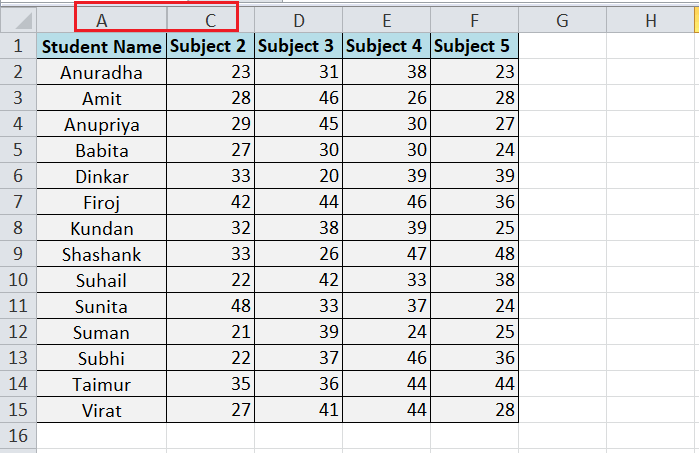 A C D E F G H
1 Student Name Subject 2 Subject 3 Subject 4 Subject 5
2 Anuradha 23 31 38 23
3 Amit 28 46 26 28
4 Anupriya 29 45 30 27
5 Babita 27 30 30 24
6 Dinkar 33 20 39 39
7 Firoj 42 44 46 36
8 Kundan 32 38 39 25
9 Shashank 33 26 47 48
10 Suhail 22 42 33 38
11 Sunita 48 33 37 24
12 Suman 21 39 24 25
13 Subhi 22 37 46 36
14 Taimur 35 36 44 44
15 Virat 27 41 44 28
16